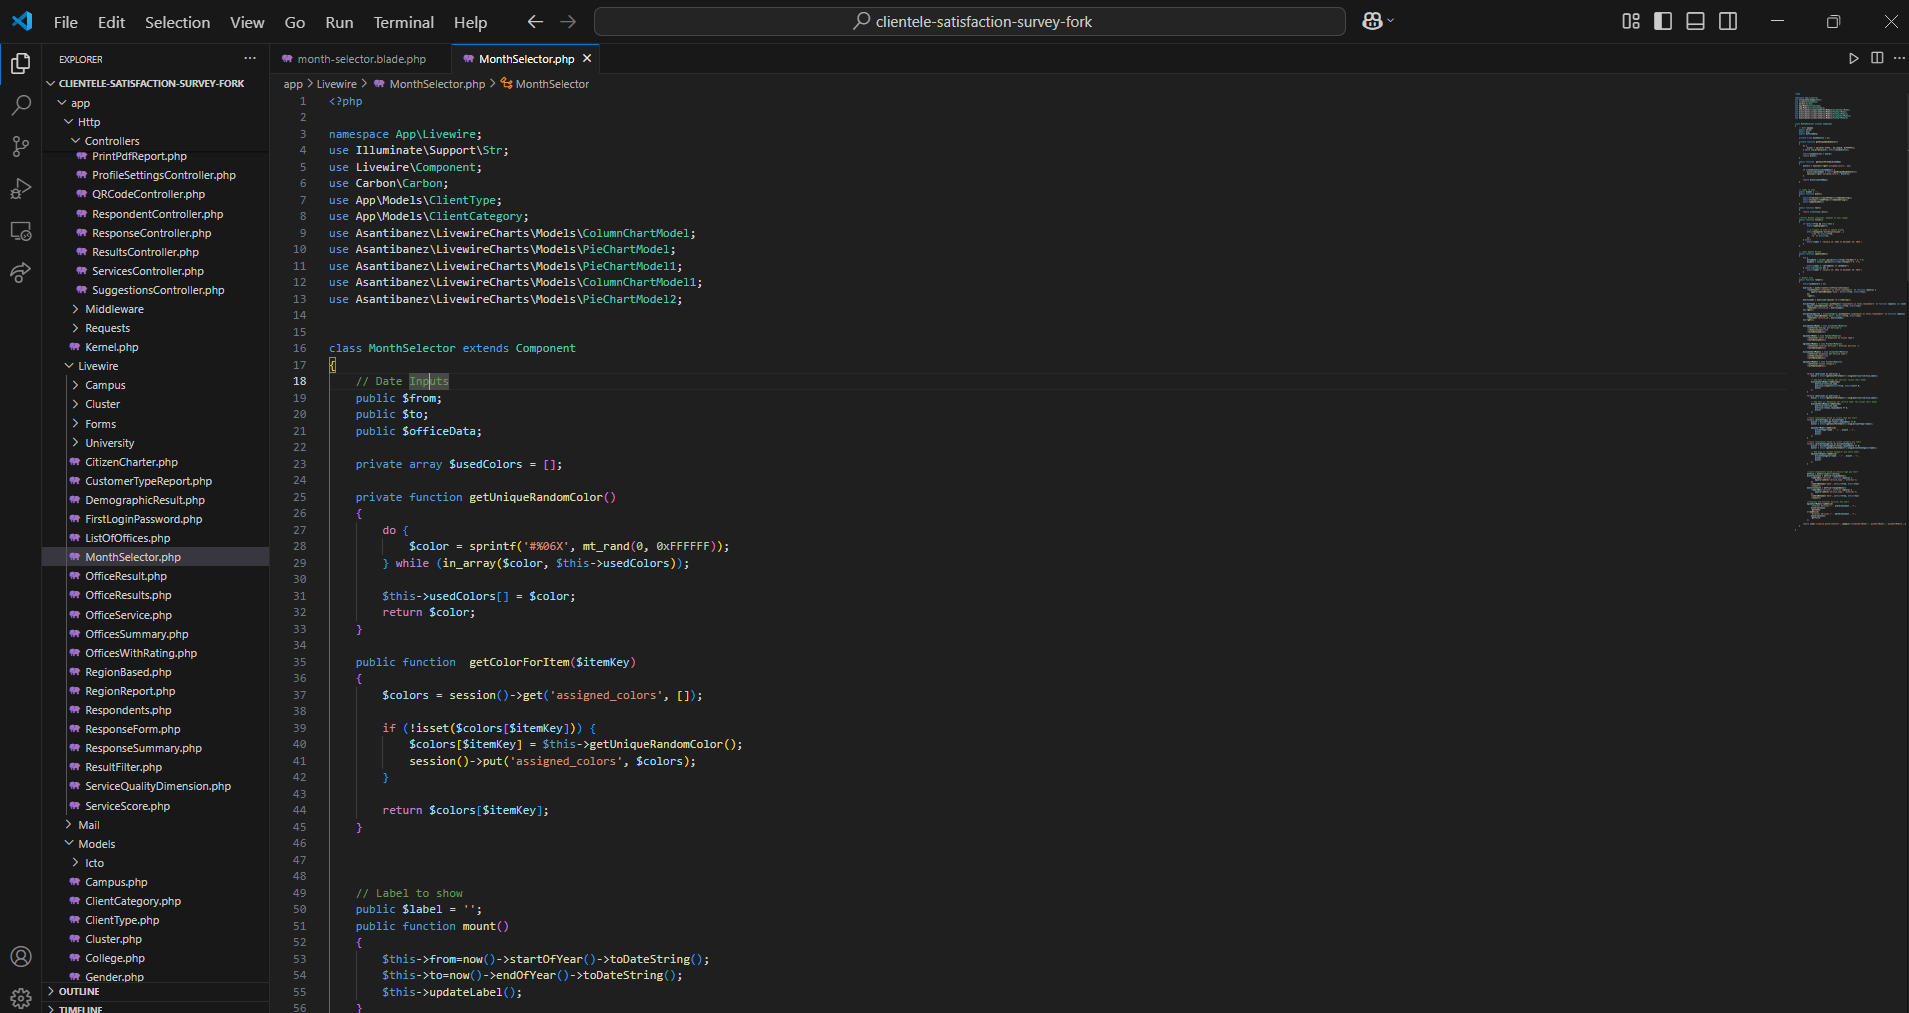 File Edit Selection View Go Run Terminal Help
clientele-satisfaction-survey-fork
EXPLORER
CLIENTELE-SATISFACTION-SURVEY-FORK
app
Http
Controllers
PrintPdfReport.php
ProfileSettingsController.php
QRCodeController.php
RespondentController.php
ResponseController.php
ResultsController.php
ServicesController.php
SuggestionsController.php
Middleware
Requests
Kernel.php
Livewire
Campus
Cluster
Forms
University
CitizenCharter.php
CustomerTypeReport.php
DemographicResult.php
FirstLoginPassword.php
ListOfOffices.php
MonthSelector.php
OfficeResult.php
OfficeResults.php
OfficeService.php
OfficesSummary.php
OfficesWithRating.php
RegionBased.php
RegionReport.php
Respondents.php
ResponseForm.php
ResponseSummary.php
ResultFilter.php
ServiceQualityDimension.php
ServiceScore.php
Mail
Models
Icto
Campus.php
ClientCategory.php
ClientType.php
Cluster.php
College.php
Gender.php
OUTLINE
TIMELINE
month-selector.blade.php MonthSelector.php
app > Livewire > MonthSelector.php > MonthSelector
1 <?php
2
3 namespace App\Livewire;
4 use Illuminate\Support\Str;
5 use Livewire\Component;
6 use Carbon\Carbon;
7 use App\Models\ClientType;
8 use App\Models\ClientCategory;
9 use Asantibanez\LivewireCharts\Models\ColumnChartModel;
10 use Asantibanez\LivewireCharts\Models\PieChartModel;
11 use Asantibanez\LivewireCharts\Models\PieChartModel1;
12 use Asantibanez\LivewireCharts\Models\ColumnChartModel1;
13 use Asantibanez\LivewireCharts\Models\PieChartModel2;
14
15
16 class MonthSelector extends Component
17 {
18 // Date Inputs
19 public $from;
20 public $to;
21 public $officeData;
22
23 private array $usedColors = [];
24
25 private function getUniqueRandomColor()
26 {
27 do {
28 $color = sprintf('#%06X', mt_rand(0, 0xFFFFFF));
29 } while (in_array($color, $this->usedColors));
30
31 $this->usedColors[] = $color;
32 return $color;
33 }
34
35 public function  getColorForItem($itemKey)
36 {
37 $colors = session()->get('assigned_colors', []);
38
39 if (!isset($colors[$itemKey])) {
40 $colors[$itemKey] = $this->getUniqueRandomColor();
41 session()->put('assigned_colors', $colors);
42 }
43
44 return $colors[$itemKey];
45 }
46
47
48
49 // Label to show
50 public $label = '';
51 public function mount()
52 {
53 $this->from=now()->startOfYear()->toDateString();
54 $this->to=now()->endOfYear()->toDateString();
55 $this->updateLabel();
56 }